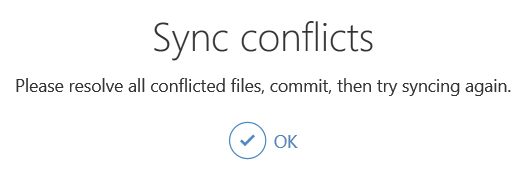 Sync conflicts
Please resolve all conflicted files, commit, then try syncing again.
OK